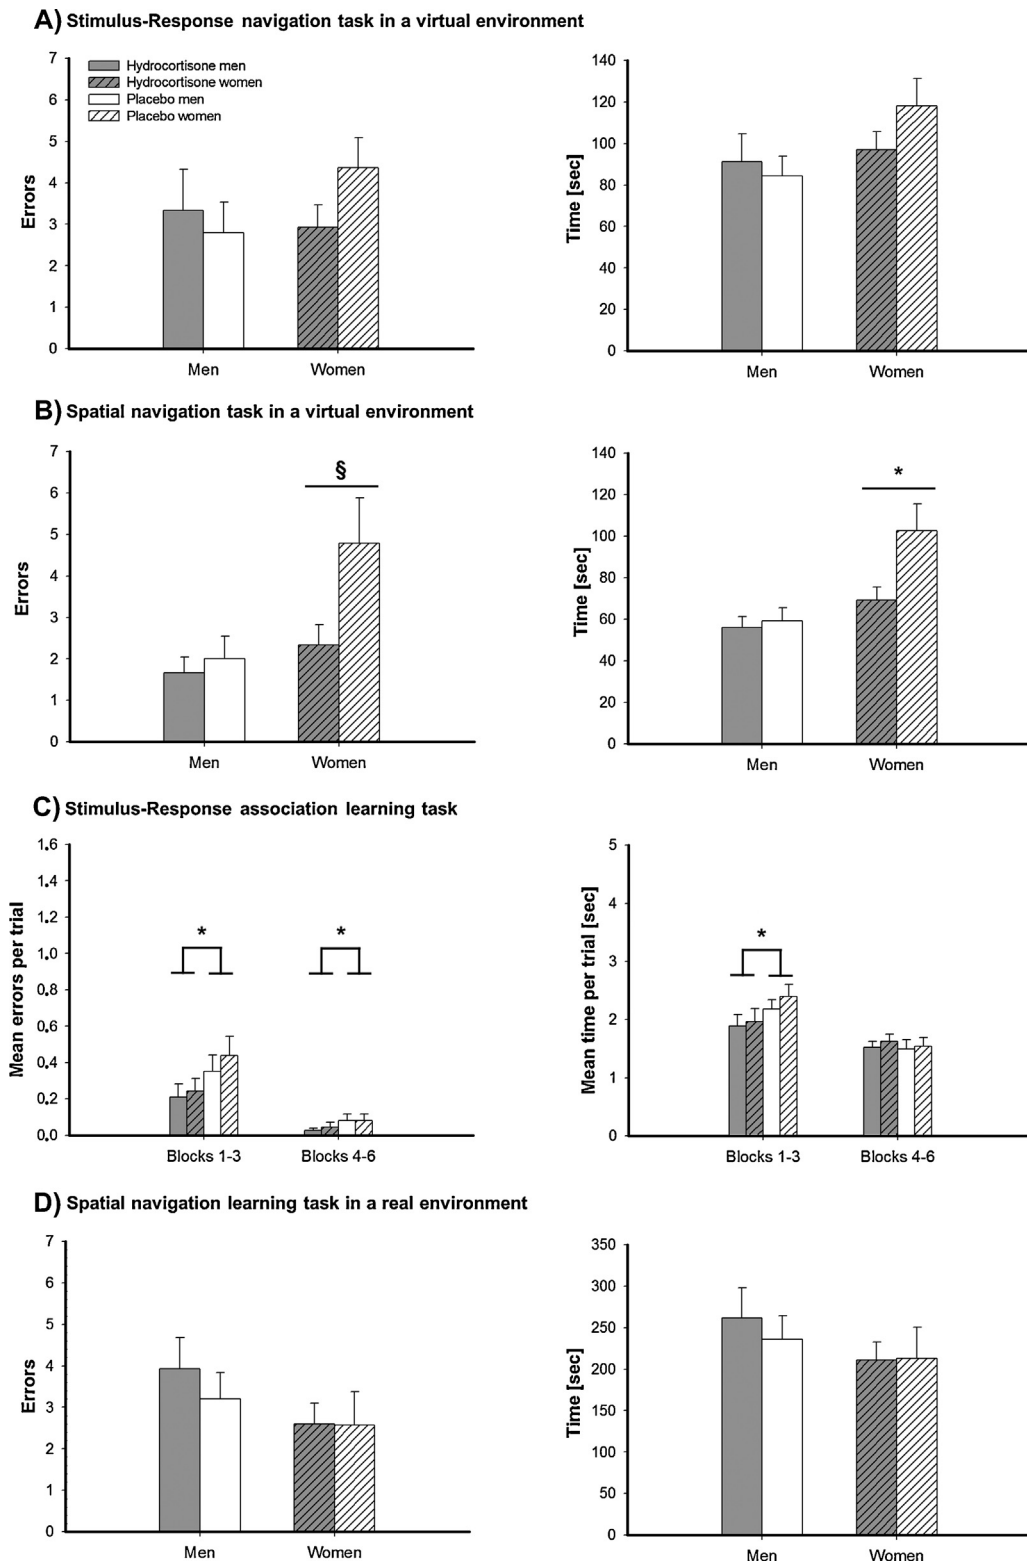 A) Stimulus-Response navigation task in a virtual environment
7
6
5
4
3
2
1
0
Errors
Hydrocortisone men
Hydrocortisone women
Placebo men
Placebo women
Men
Women
140
120
100
80
60
40
20
0
Time [sec]
Men
Women
B) Spatial navigation task in a virtual environment
7
6
5
4
3
2
1
0
Errors
§
Men
Women
140
120
100
80
60
40
20
0
Time [sec]
*
Men
Women
C) Stimulus-Response association learning task
1.6
1.4
1.2
1.0
0.8
0.6
0.4
0.2
0.0
Mean errors per trial
*
*
Blocks 1-3
Blocks 4-6
5
4
3
2
1
0
Mean time per trial [sec]
*
Blocks 1-3
Blocks 4-6
D) Spatial navigation learning task in a real environment
7
6
5
4
3
2
1
0
Errors
Men
Women
350
300
250
200
150
100
50
0
Time [sec]
Men
Women